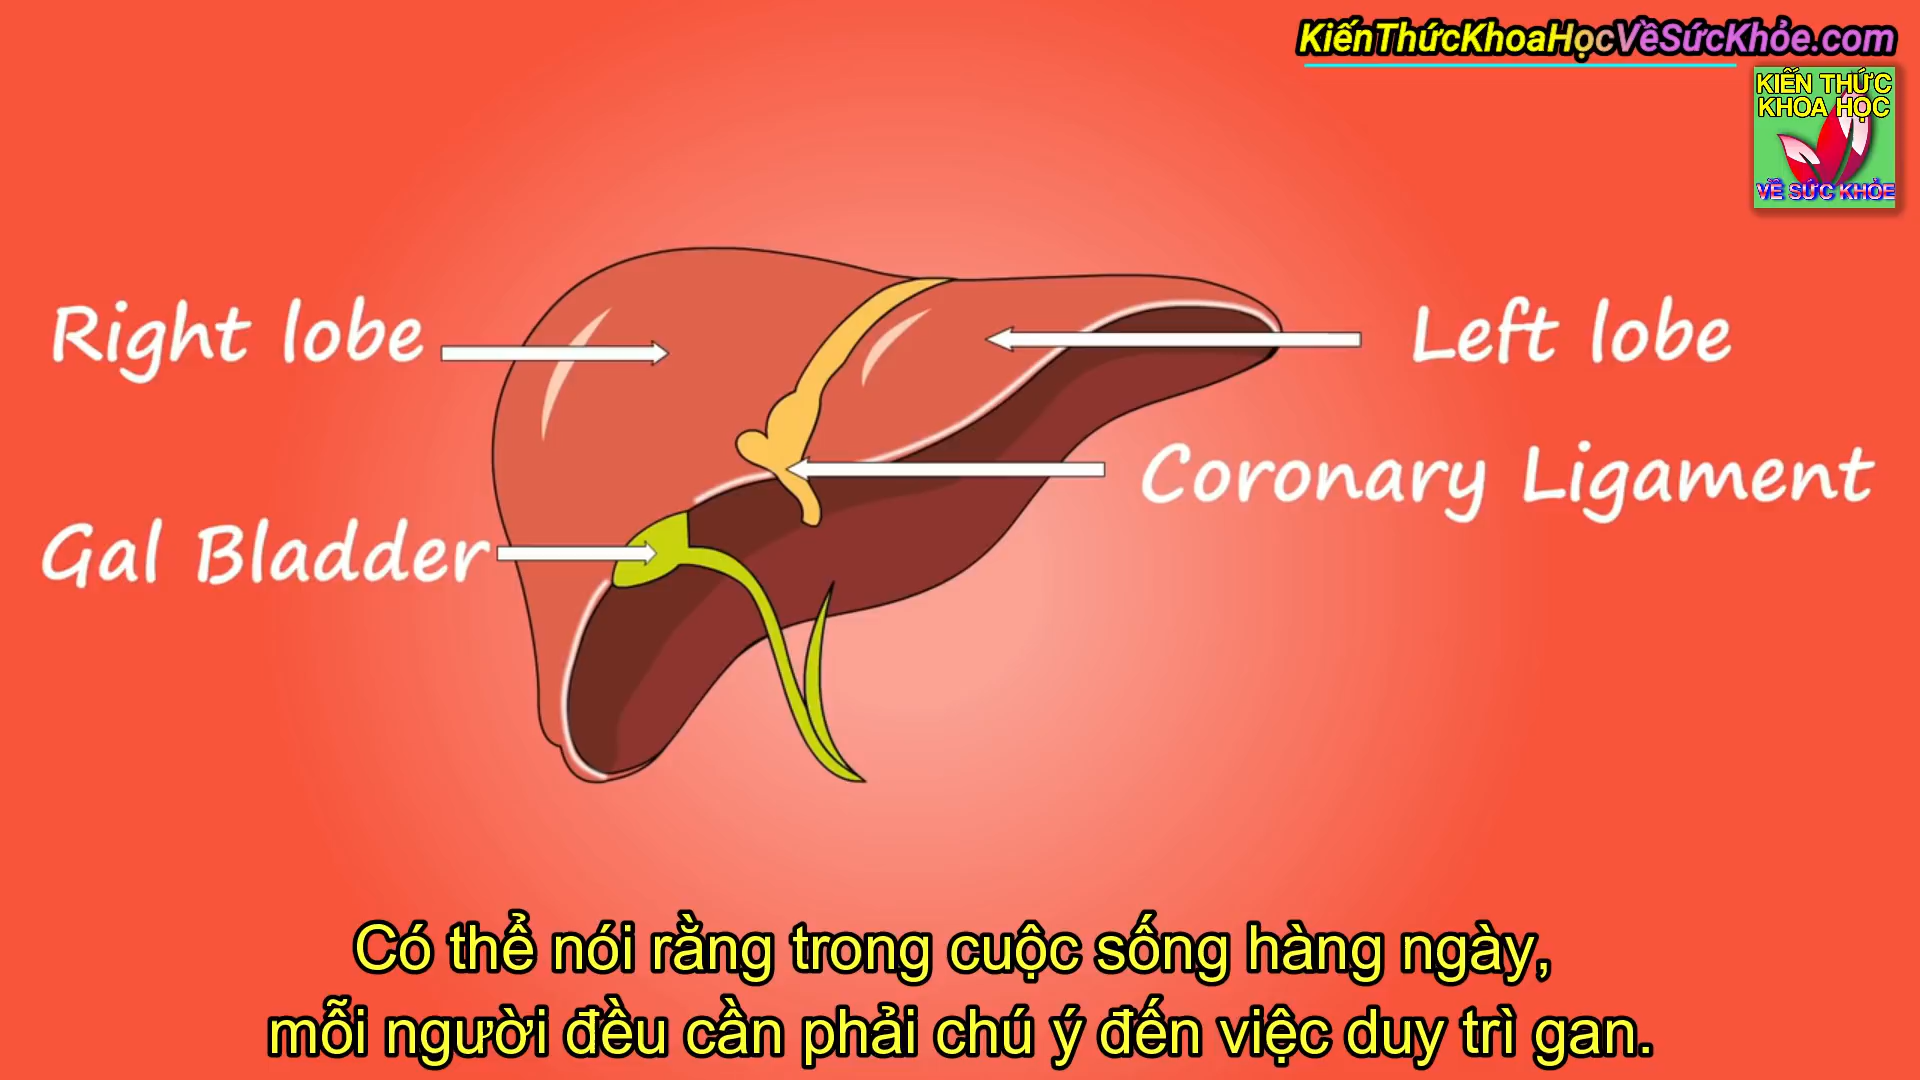 KiếnThứcKhoaHọcVềSứcKhỏe.com
KIẾN THỨC
KHOA HỌC
VỀ SỨC KHỎE
Right lobe
Left lobe
Coronary Ligament
Gal Bladder
Có thể nói rằng trong cuộc sống hàng ngày,
mỗi người đều cần phải chú ý đến việc duy trì gan.